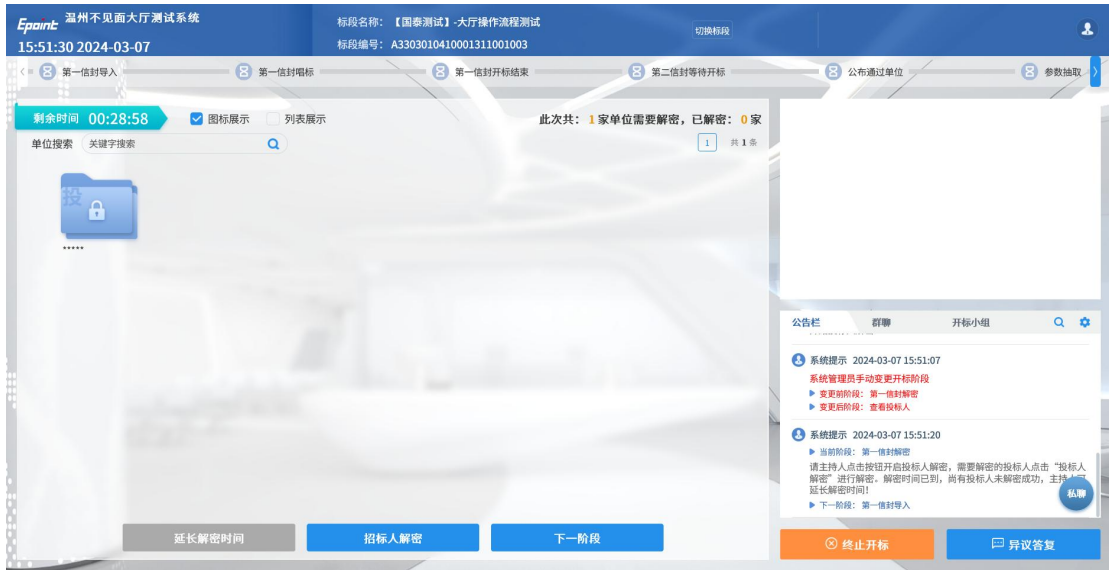 Epoint 温州不见面大厅测试系统
15:51:30 2024-03-07
标段名称：【国泰测试】-大厅操作流程测试
标段编号：A3303010410001311001003
切换标段
第一信封导入 第一信封唱标 第一信封开标结束 第二信封等待开标 公布通过单位 参数抽取
剩余时间 00:28:58 图标展示 列表展示 此次共：1家单位需要解密，已解密：0家
单位搜索 关键字搜索 1 共1条
投
*****
公告栏 群聊 开标小组
系统提示 2024-03-07 15:51:07
系统管理员手动变更开标阶段
变更前阶段：第一信封解密
变更后阶段：查看投标人
系统提示 2024-03-07 15:51:20
当前阶段：第一信封解密
请主持人点击按钮开启投标人解密，需要解密的投标人点击“投标人
解密”进行解密。解密时间已到，尚有投标人未解密成功，主持
延长解密时间！
下一阶段：第一信封导入
私聊
延长解密时间 招标人解密 下一阶段 终止开标 异议答复